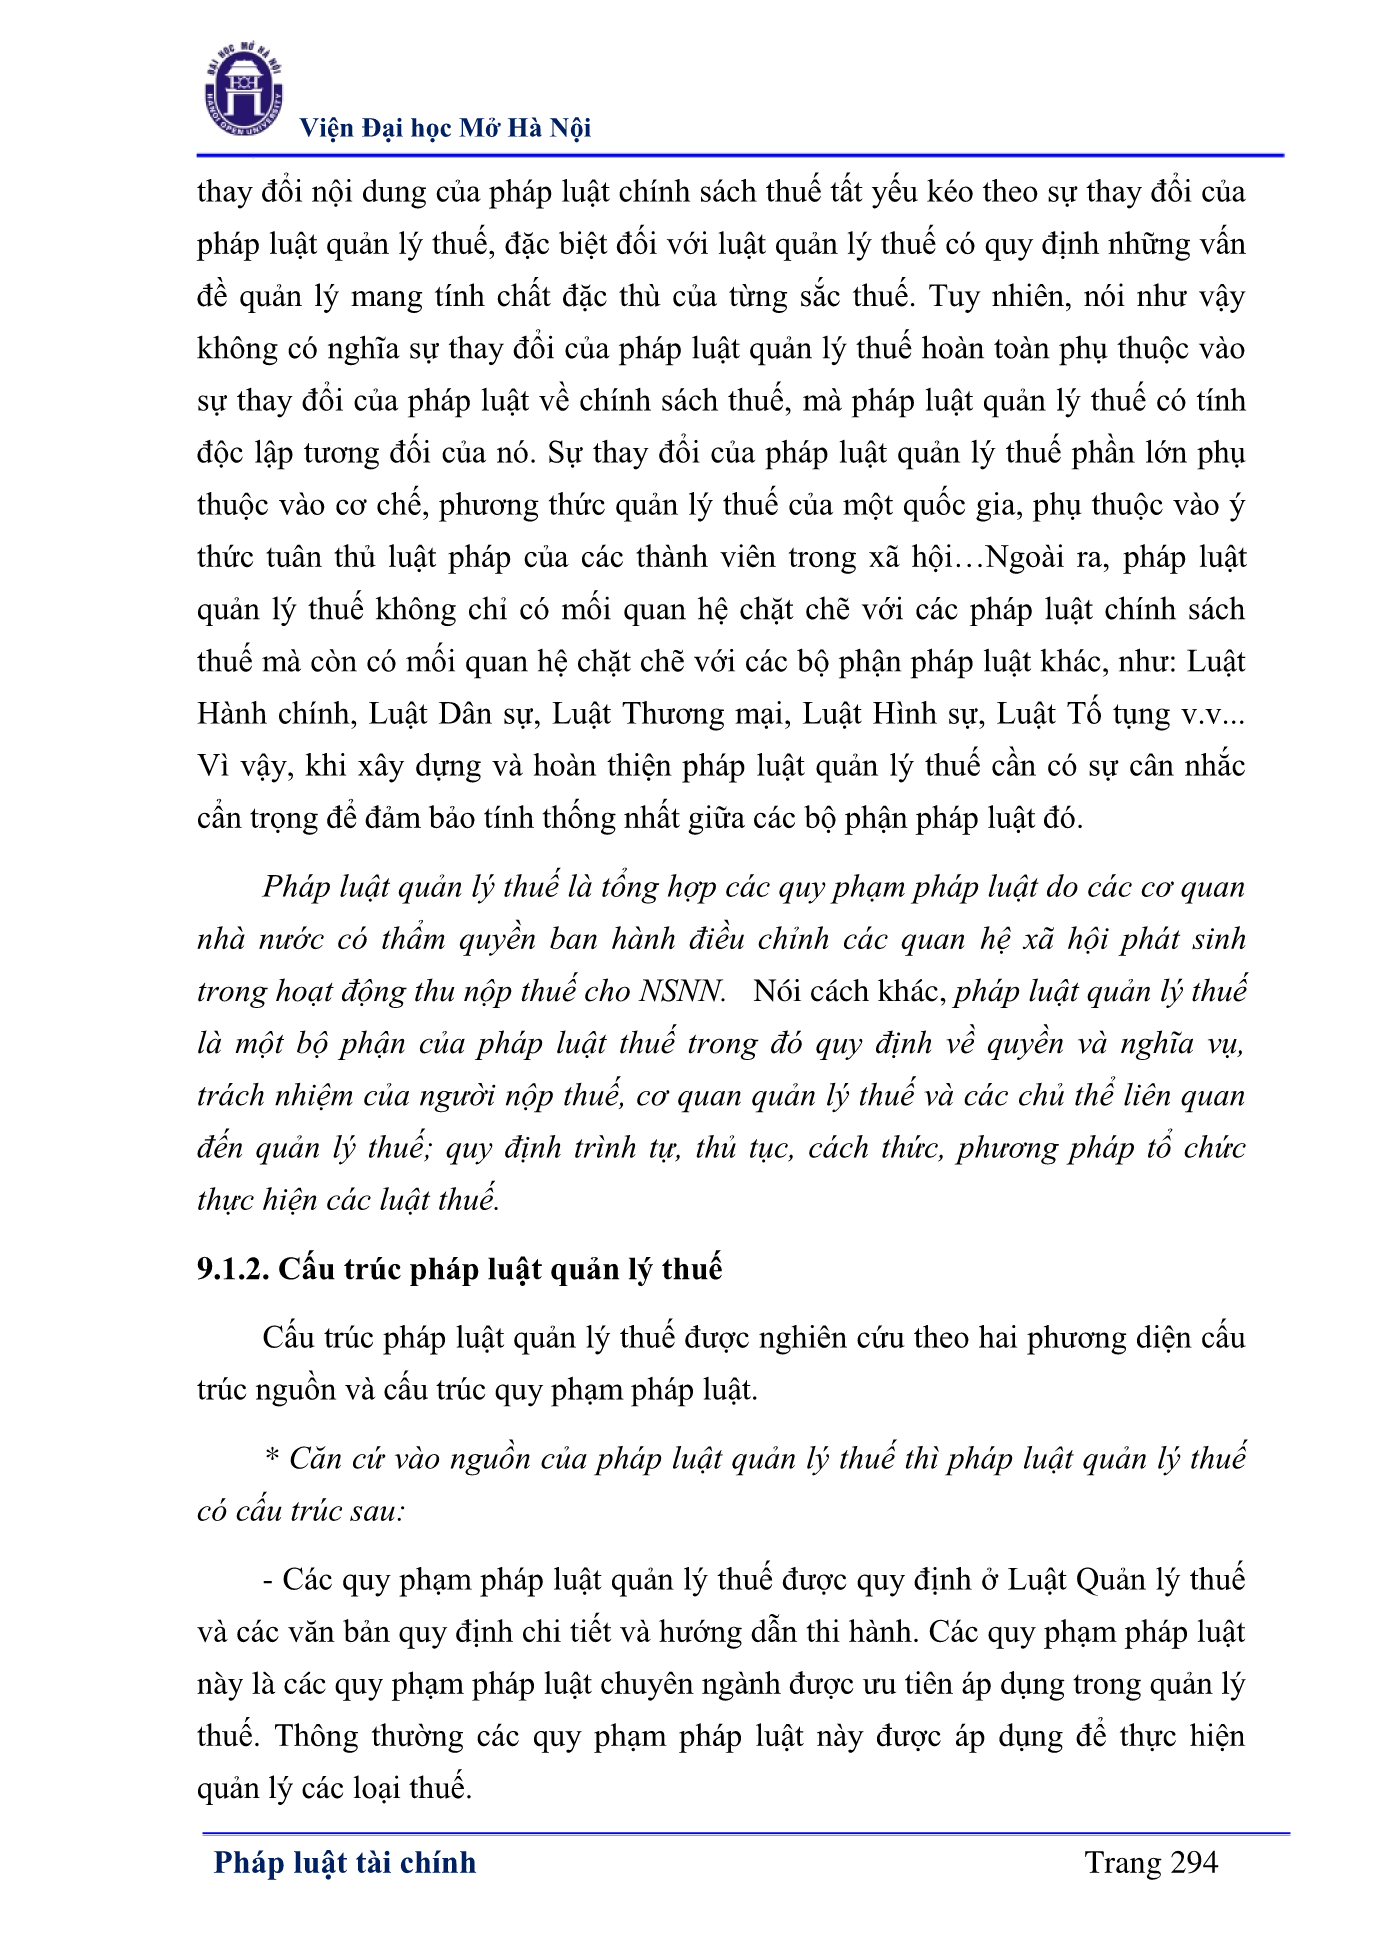 ĐẠI HỌC MỞ HÀ NỘI
HANOI OPEN UNIVERSITY
Viện Đại học Mở Hà Nội
thay đổi nội dung của pháp luật chính sách thuế tất yếu kéo theo sự thay đổi của
pháp luật quản lý thuế, đặc biệt đối với luật quản lý thuế có quy định những vấn
đề quản lý mang tính chất đặc thù của từng sắc thuế. Tuy nhiên, nói như vậy
không có nghĩa sự thay đổi của pháp luật quản lý thuế hoàn toàn phụ thuộc vào
sự thay đổi của pháp luật về chính sách thuế, mà pháp luật quản lý thuế có tính
độc lập tương đối của nó. Sự thay đổi của pháp luật quản lý thuế phần lớn phụ
thuộc vào cơ chế, phương thức quản lý thuế của một quốc gia, phụ thuộc vào ý
thức tuân thủ luật pháp của các thành viên trong xã hội…Ngoài ra, pháp luật
quản lý thuế không chỉ có mối quan hệ chặt chẽ với các pháp luật chính sách
thuế mà còn có mối quan hệ chặt chẽ với các bộ phận pháp luật khác, như: Luật
Hành chính, Luật Dân sự, Luật Thương mại, Luật Hình sự, Luật Tố tụng v.v...
Vì vậy, khi xây dựng và hoàn thiện pháp luật quản lý thuế cần có sự cân nhắc
cẩn trọng để đảm bảo tính thống nhất giữa các bộ phận pháp luật đó.
Pháp luật quản lý thuế là tổng hợp các quy phạm pháp luật do các cơ quan
nhà nước có thẩm quyền ban hành điều chỉnh các quan hệ xã hội phát sinh
trong hoạt động thu nộp thuế cho NSNN. Nói cách khác, pháp luật quản lý thuế
là một bộ phận của pháp luật thuế trong đó quy định về quyền và nghĩa vụ,
trách nhiệm của người nộp thuế, cơ quan quản lý thuế và các chủ thể liên quan
đến quản lý thuế; quy định trình tự, thủ tục, cách thức, phương pháp tổ chức
thực hiện các luật thuế.
9.1.2. Cấu trúc pháp luật quản lý thuế
Cấu trúc pháp luật quản lý thuế được nghiên cứu theo hai phương diện cấu
trúc nguồn và cấu trúc quy phạm pháp luật.
* Căn cứ vào nguồn của pháp luật quản lý thuế thì pháp luật quản lý thuế
có cấu trúc sau:
- Các quy phạm pháp luật quản lý thuế được quy định ở Luật Quản lý thuế
và các văn bản quy định chi tiết và hướng dẫn thi hành. Các quy phạm pháp luật
này là các quy phạm pháp luật chuyên ngành được ưu tiên áp dụng trong quản lý
thuế. Thông thường các quy phạm pháp luật này được áp dụng để thực hiện
quản lý các loại thuế.
Pháp luật tài chính Trang 294